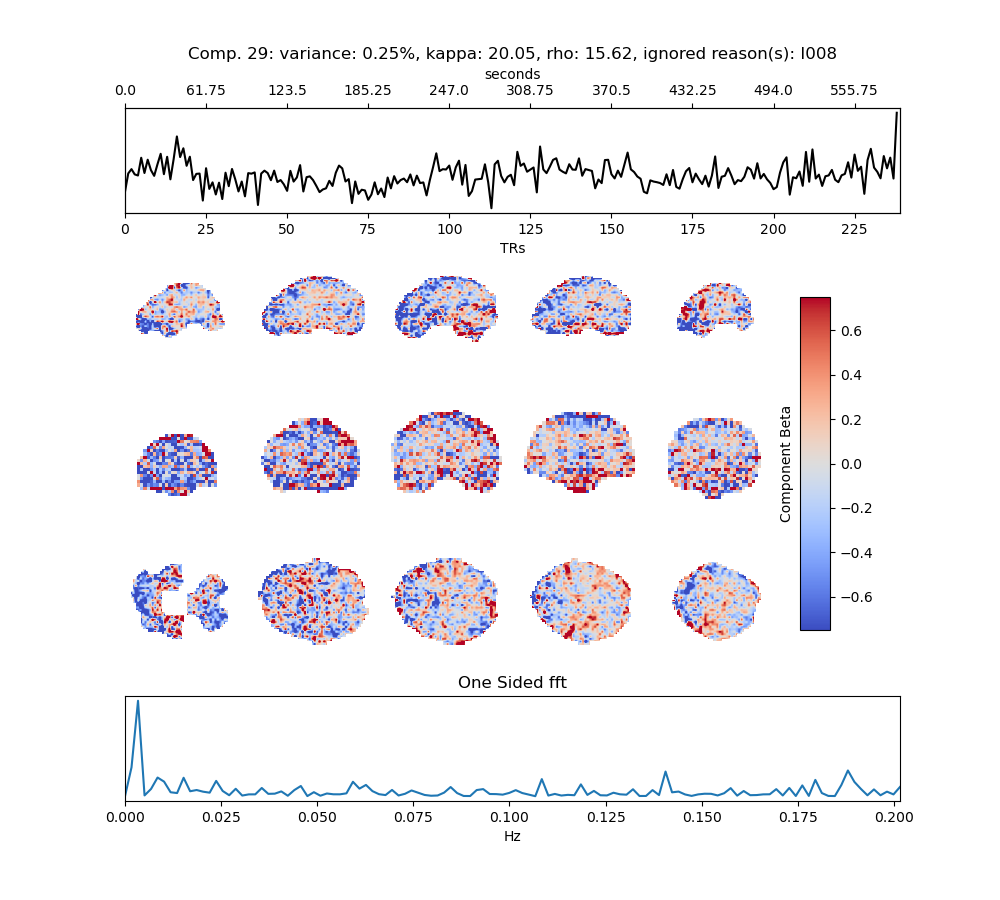 Comp. 29: variance: 0.25%, kappa: 20.05, rho: 15.62, ignored reason(s): I008
seconds
0.0 61.75 123.5 185.25 247.0 308.75 370.5 432.25 494.0 555.75
0 25 50 75 100 125 150 175 200 225
TRs
0.6
0.4
0.2
0.0
−0.2
−0.4
−0.6
Component Beta
One Sided fft
0.000 0.025 0.050 0.075 0.100 0.125 0.150 0.175 0.200
Hz